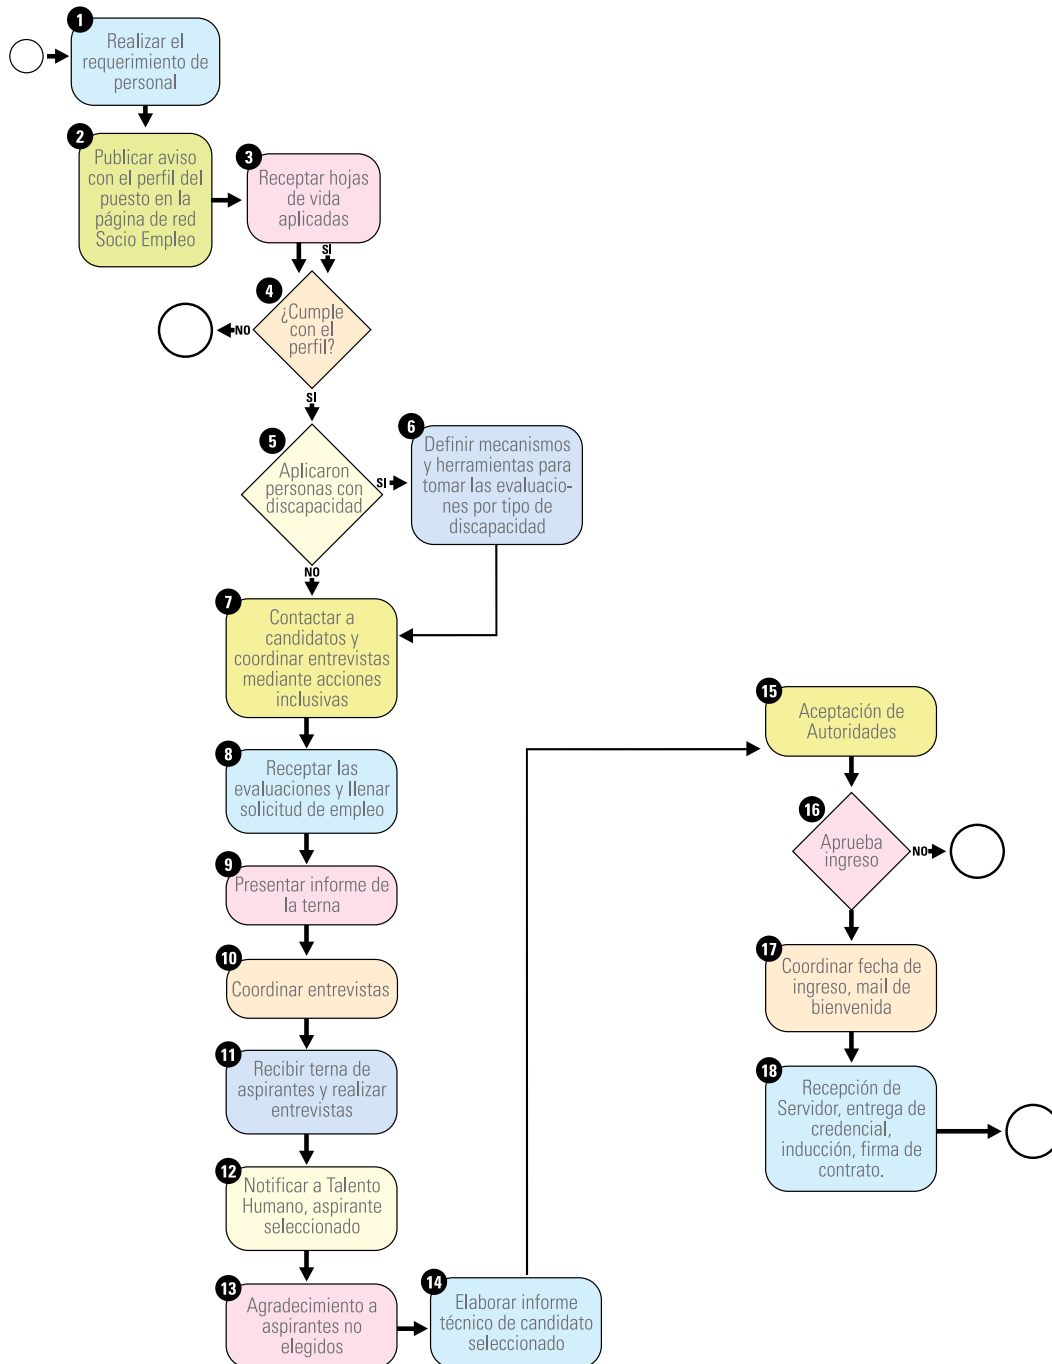 1
Realizar el
requerimiento de
personal
2
Publicar aviso
con el perfil del
puesto en la
página de red
Socio Empleo
3
Receptar hojas
de vida
aplicadas
SÍ
4
¿Cumple
con el
perfil?
NO
SÍ
5
Aplicaron
personas con
discapacidad
SI
6
Definir mecanismos
y herramientas para
tomar las evaluacio-
nes por tipo de
discapacidad
NO
7
Contactar a
candidatos y
coordinar entrevistas
mediante acciones
inclusivas
8
Receptar las
evaluaciones y llenar
solicitud de empleo
9
Presentar informe de
la terna
10
Coordinar entrevistas
11
Recibir terna de
aspirantes y realizar
entrevistas
12
Notificar a Talento
Humano, aspirante
seleccionado
13
Agradecimiento a
aspirantes no
elegidos
14
Elaborar informe
técnico de candidato
seleccionado
15
Aceptación de
Autoridades
16
Aprueba
ingreso
NO
17
Coordinar fecha de
ingreso, mail de
bienvenida
18
Recepción de
Servidor, entrega de
credencial,
inducción, firma de
contrato.